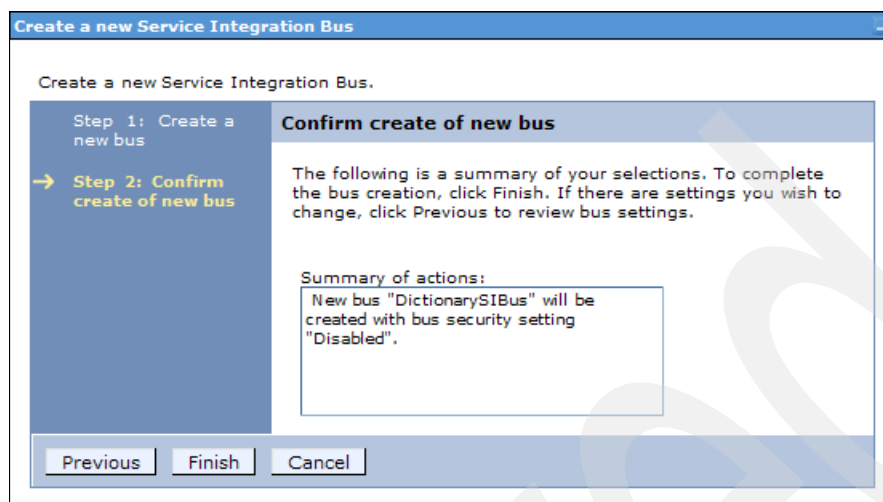 Create a new Service Integration Bus
Create a new Service Integration Bus.
Step 1: Create a
new bus
Step 2: Confirm
create of new bus
Confirm create of new bus
The following is a summary of your selections. To complete
the bus creation, click Finish. If there are settings you wish to
change, click Previous to review bus settings.
Summary of actions:
New bus "DictionarySIBus" will be
created with bus security setting
"Disabled".
Previous
Finish
Cancel